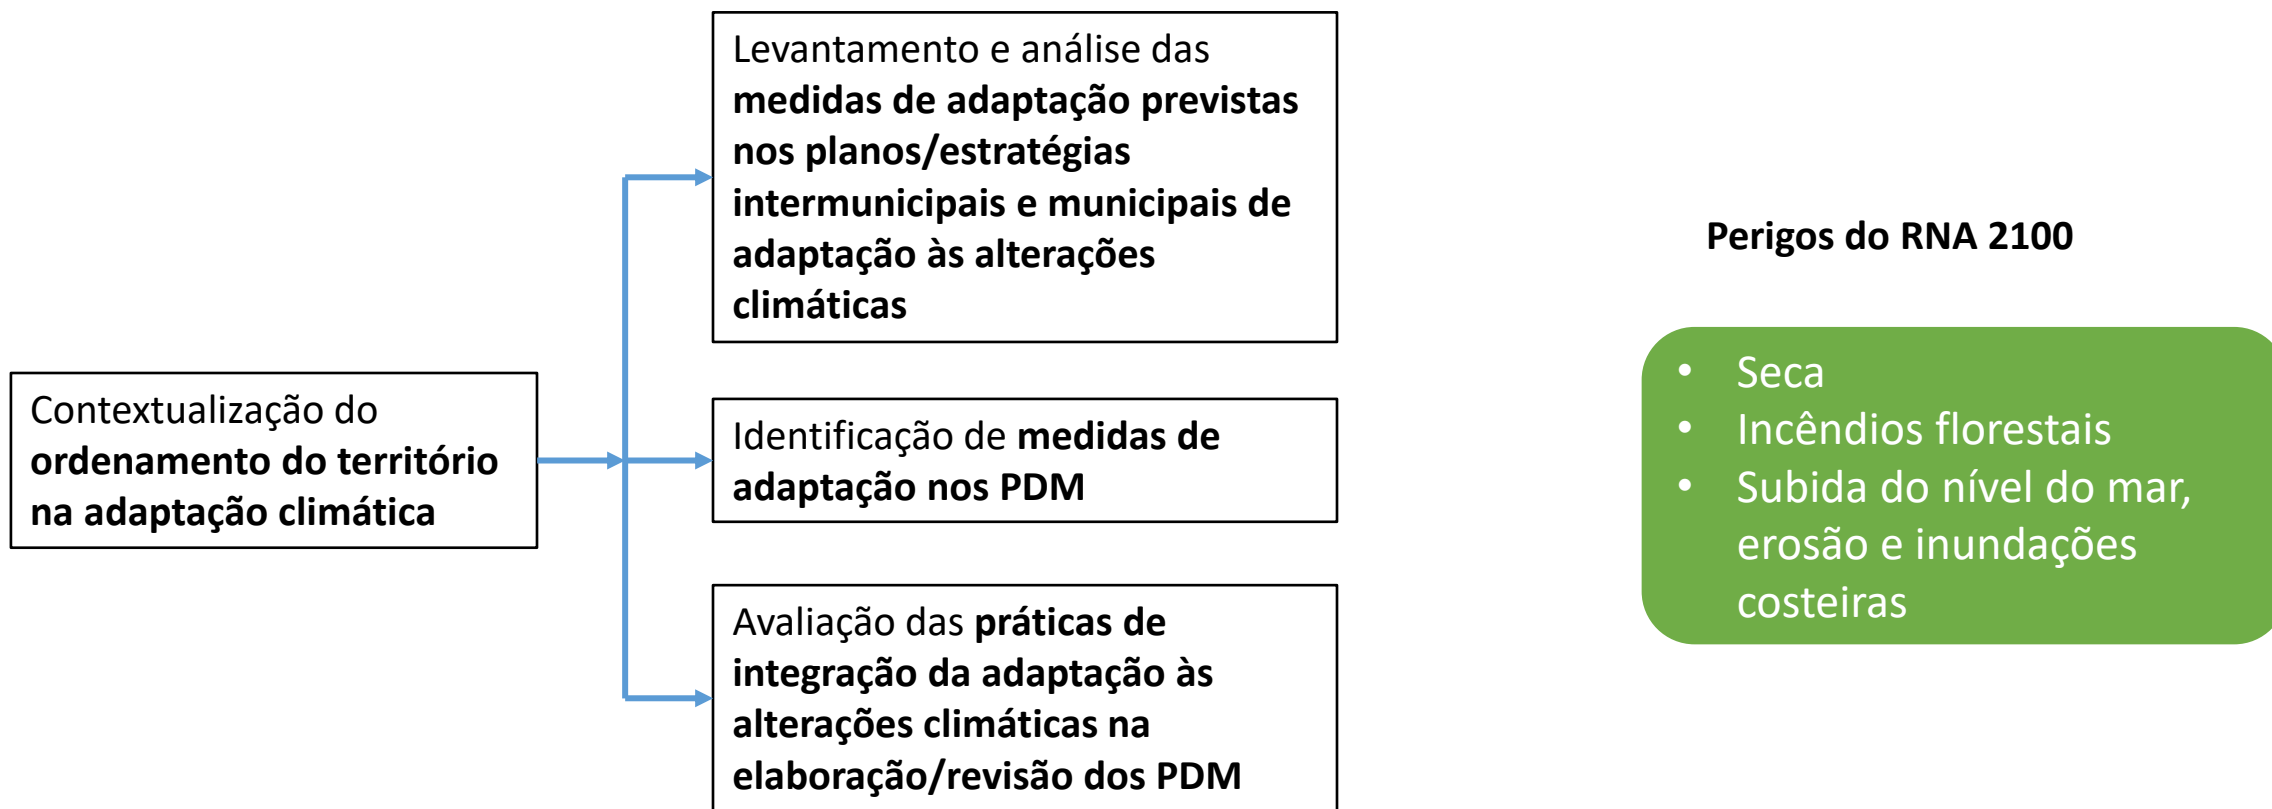 Contextualização do
ordenamento do território
na adaptação climática
Levantamento e análise das
medidas de adaptação previstas
nos planos/estratégias
intermunicipais e municipais de
adaptação às alterações
climáticas
Identificação de medidas de
adaptação nos PDM
Avaliação das práticas de
integração da adaptação às
alterações climáticas na
elaboração/revisão dos PDM
Perigos do RNA 2100
• Seca
• Incêndios florestais
• Subida do nível do mar,
erosão e inundações
costeiras